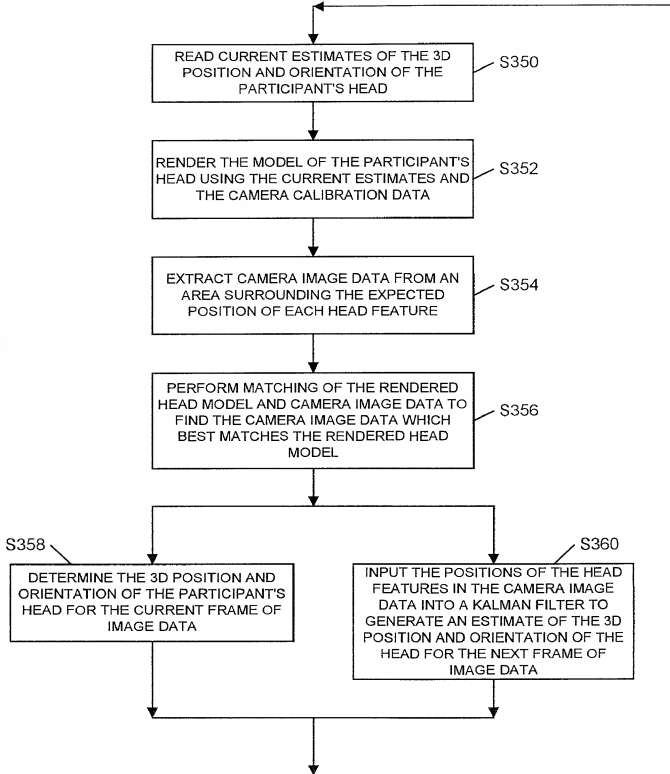 READ CURRENT ESTIMATES OF THE 3D
POSITION AND ORIENTATION OF THE
PARTICIPANT'S HEAD
S350
RENDER THE MODEL OF THE PARTICIPANT'S
HEAD USING THE CURRENT ESTIMATES AND
THE CAMERA CALIBRATION DATA
S352
EXTRACT CAMERA IMAGE DATA FROM AN
AREA SURROUNDING THE EXPECTED
POSITION OF EACH HEAD FEATURE
S354
PERFORM MATCHING OF THE RENDERED
HEAD MODEL AND CAMERA IMAGE DATA TO
FIND THE CAMERA IMAGE DATA WHICH
BEST MATCHES THE RENDERED HEAD
MODEL
S356
S358
DETERMINE THE 3D POSITION AND
ORIENTATION OF THE PARTICIPANT'S
HEAD FOR THE CURRENT FRAME OF
IMAGE DATA
S360
INPUT THE POSITIONS OF THE HEAD
FEATURES IN THE CAMERA IMAGE
DATA INTO A KALMAN FILTER TO
GENERATE AN ESTIMATE OF THE 3D
POSITION AND ORIENTATION OF THE
HEAD FOR THE NEXT FRAME OF
IMAGE DATA